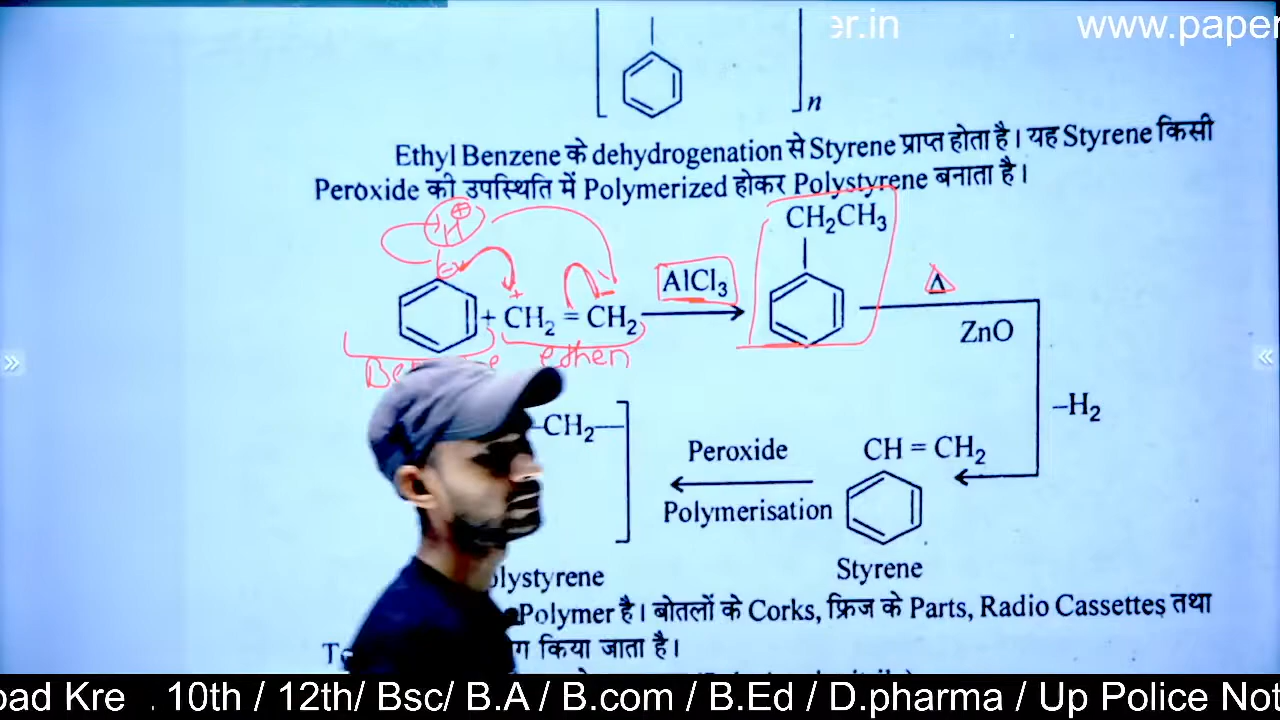 er.in . www.paper
n
Ethyl Benzene के dehydrogenation से Styrene प्राप्त होता है। यह Styrene किसी
Peroxide की उपस्थिति में Polymerized होकर Polystyrene बनाता है।
H ⊕
CH₂CH₃
⊖ + −
+ CH₂ = CH₂ AlCl₃ Δ
ZnO
ethen
–H₂
–CH₂—
Peroxide
CH = CH₂
Polymerisation
lystyrene
Styrene
Polymer है। बोतलों के Corks, फ्रिज के Parts, Radio Cassettes तथा
ग किया जाता है।
oad Kre . 10th / 12th/ Bsc/ B.A / B.com / B.Ed / D.pharma / Up Police Not